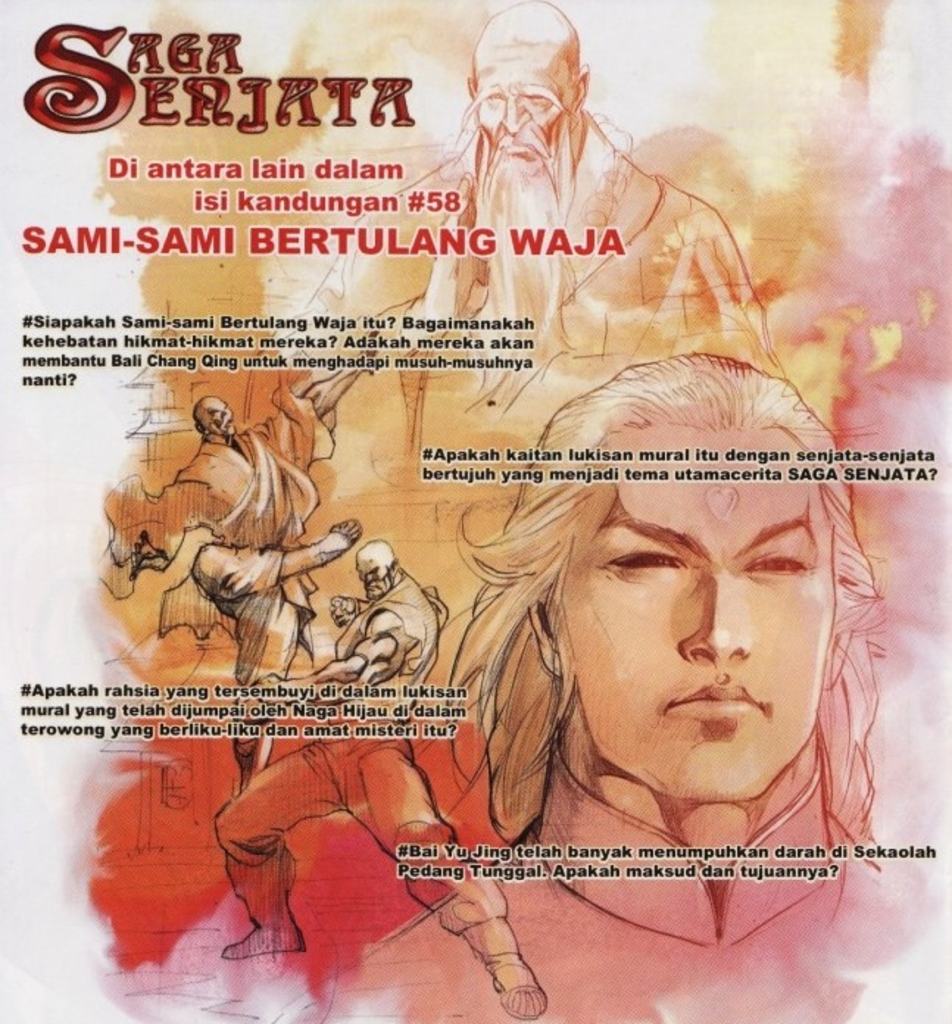 SAGA
SENJATA
Di antara lain dalam
isi kandungan #58
SAMI-SAMI BERTULANG WAJA
#Siapakah Sami-sami Bertulang Waja itu? Bagaimanakah
kehebatan hikmat-hikmat mereka? Adakah mereka akan
membantu Bali Chang Qing untuk menghadapi musuh-musuhnya
nanti?
#Apakah kaitan lukisan mural itu dengan senjata-senjata
bertujuh yang menjadi tema utamacerita SAGA SENJATA?
#Apakah rahsia yang tersembuyi di dalam lukisan
mural yang telah dijumpai oleh Naga Hijau di dalam
terowong yang berliku-liku dan amat misteri itu?
#Bai Yu Jing telah banyak menumpuhkan darah di Sekaolah
Pedang Tunggal. Apakah maksud dan tujuannya?